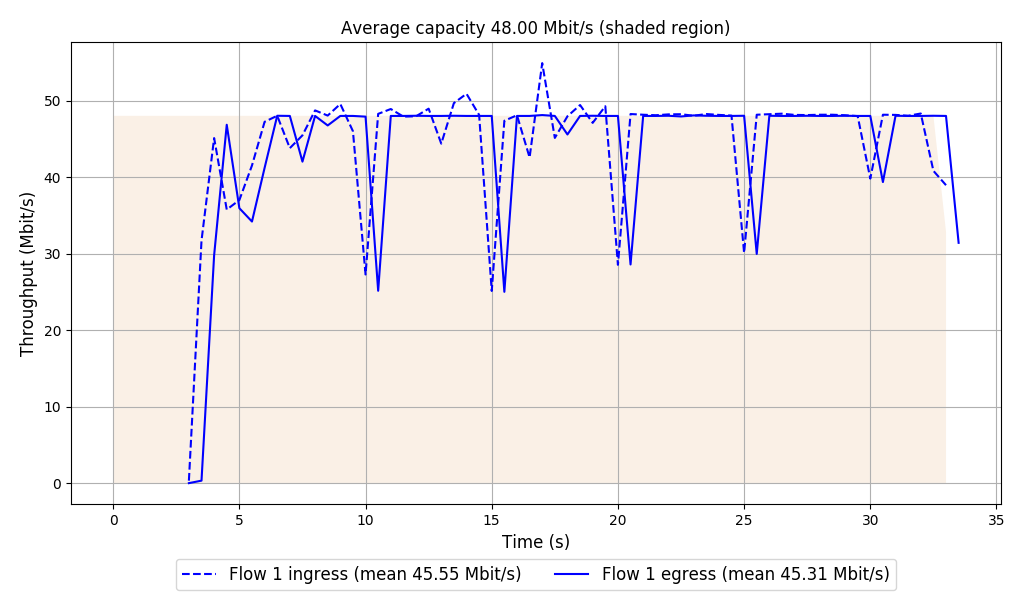 Average capacity 48.00 Mbit/s (shaded region)
Throughput (Mbit/s)
50
40
30
20
10
0
0 5 10 15 20 25 30 35
Time (s)
Flow 1 ingress (mean 45.55 Mbit/s) Flow 1 egress (mean 45.31 Mbit/s)